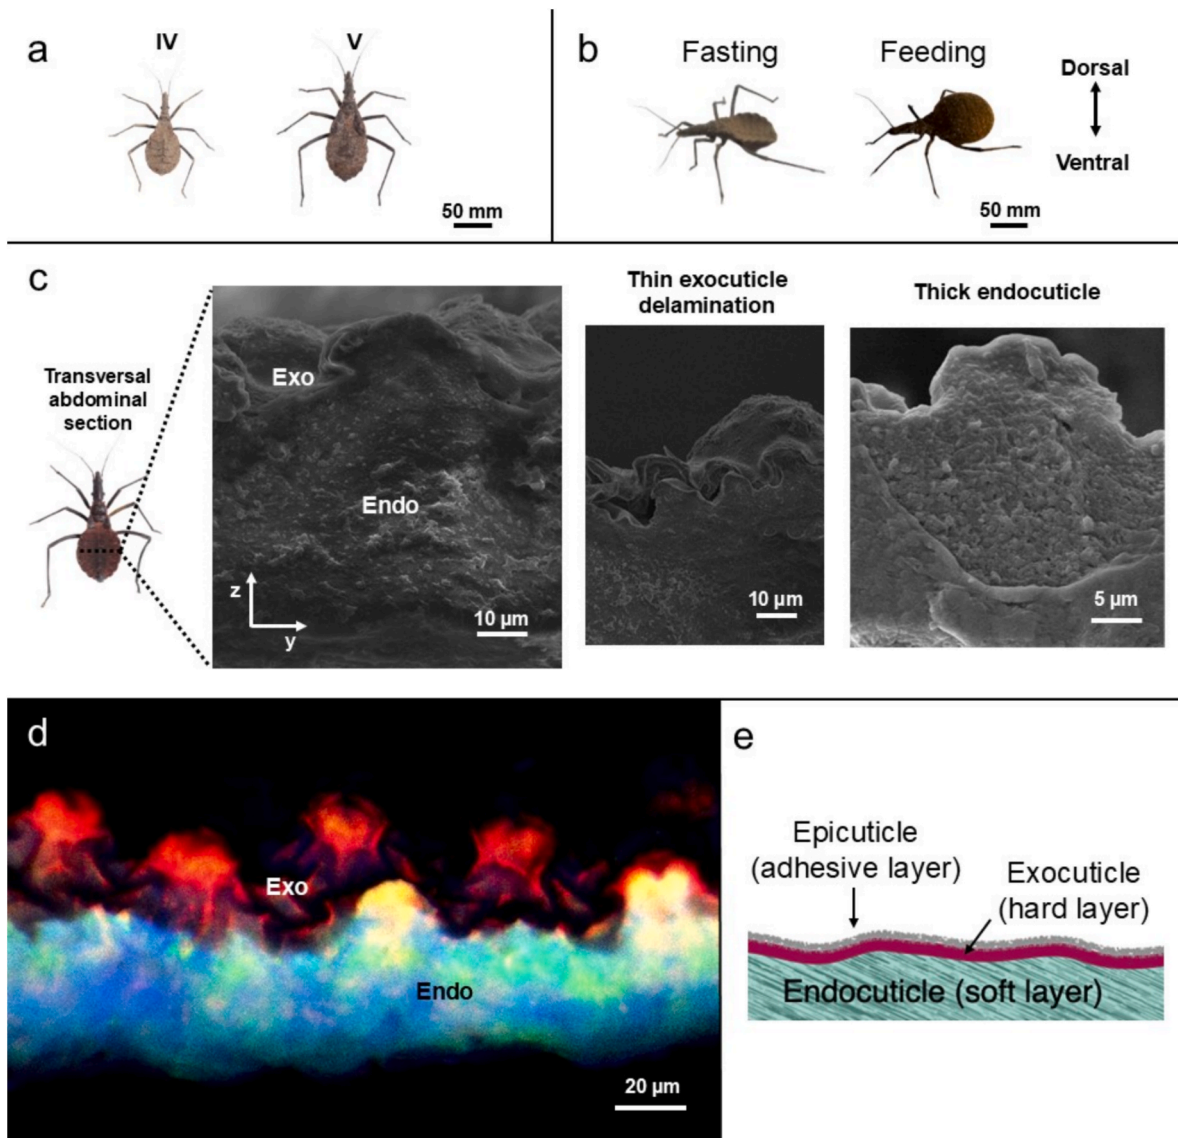 a
IV
V
50 mm
b
Fasting
Feeding
Dorsal
Ventral
50 mm
c
Transversal
abdominal
section
Exo
Endo
z
y
10 µm
Thin exocuticle
delamination
10 µm
Thick endocuticle
5 µm
d
Exo
Endo
20 µm
e
Epicuticle
(adhesive layer)
Exocuticle
(hard layer)
Endocuticle (soft layer)